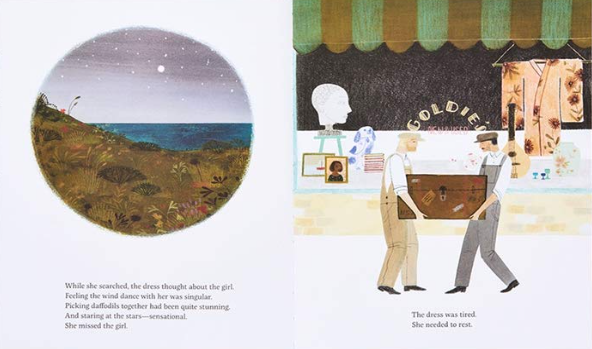 While she searched, the dress thought about the girl.
Feeling the wind dance with her was singular.
Picking daffodils together had been quite stunning.
And staring at the stars—sensational.
She missed the girl.
GOLDIES
The dress was tired.
She needed to rest.